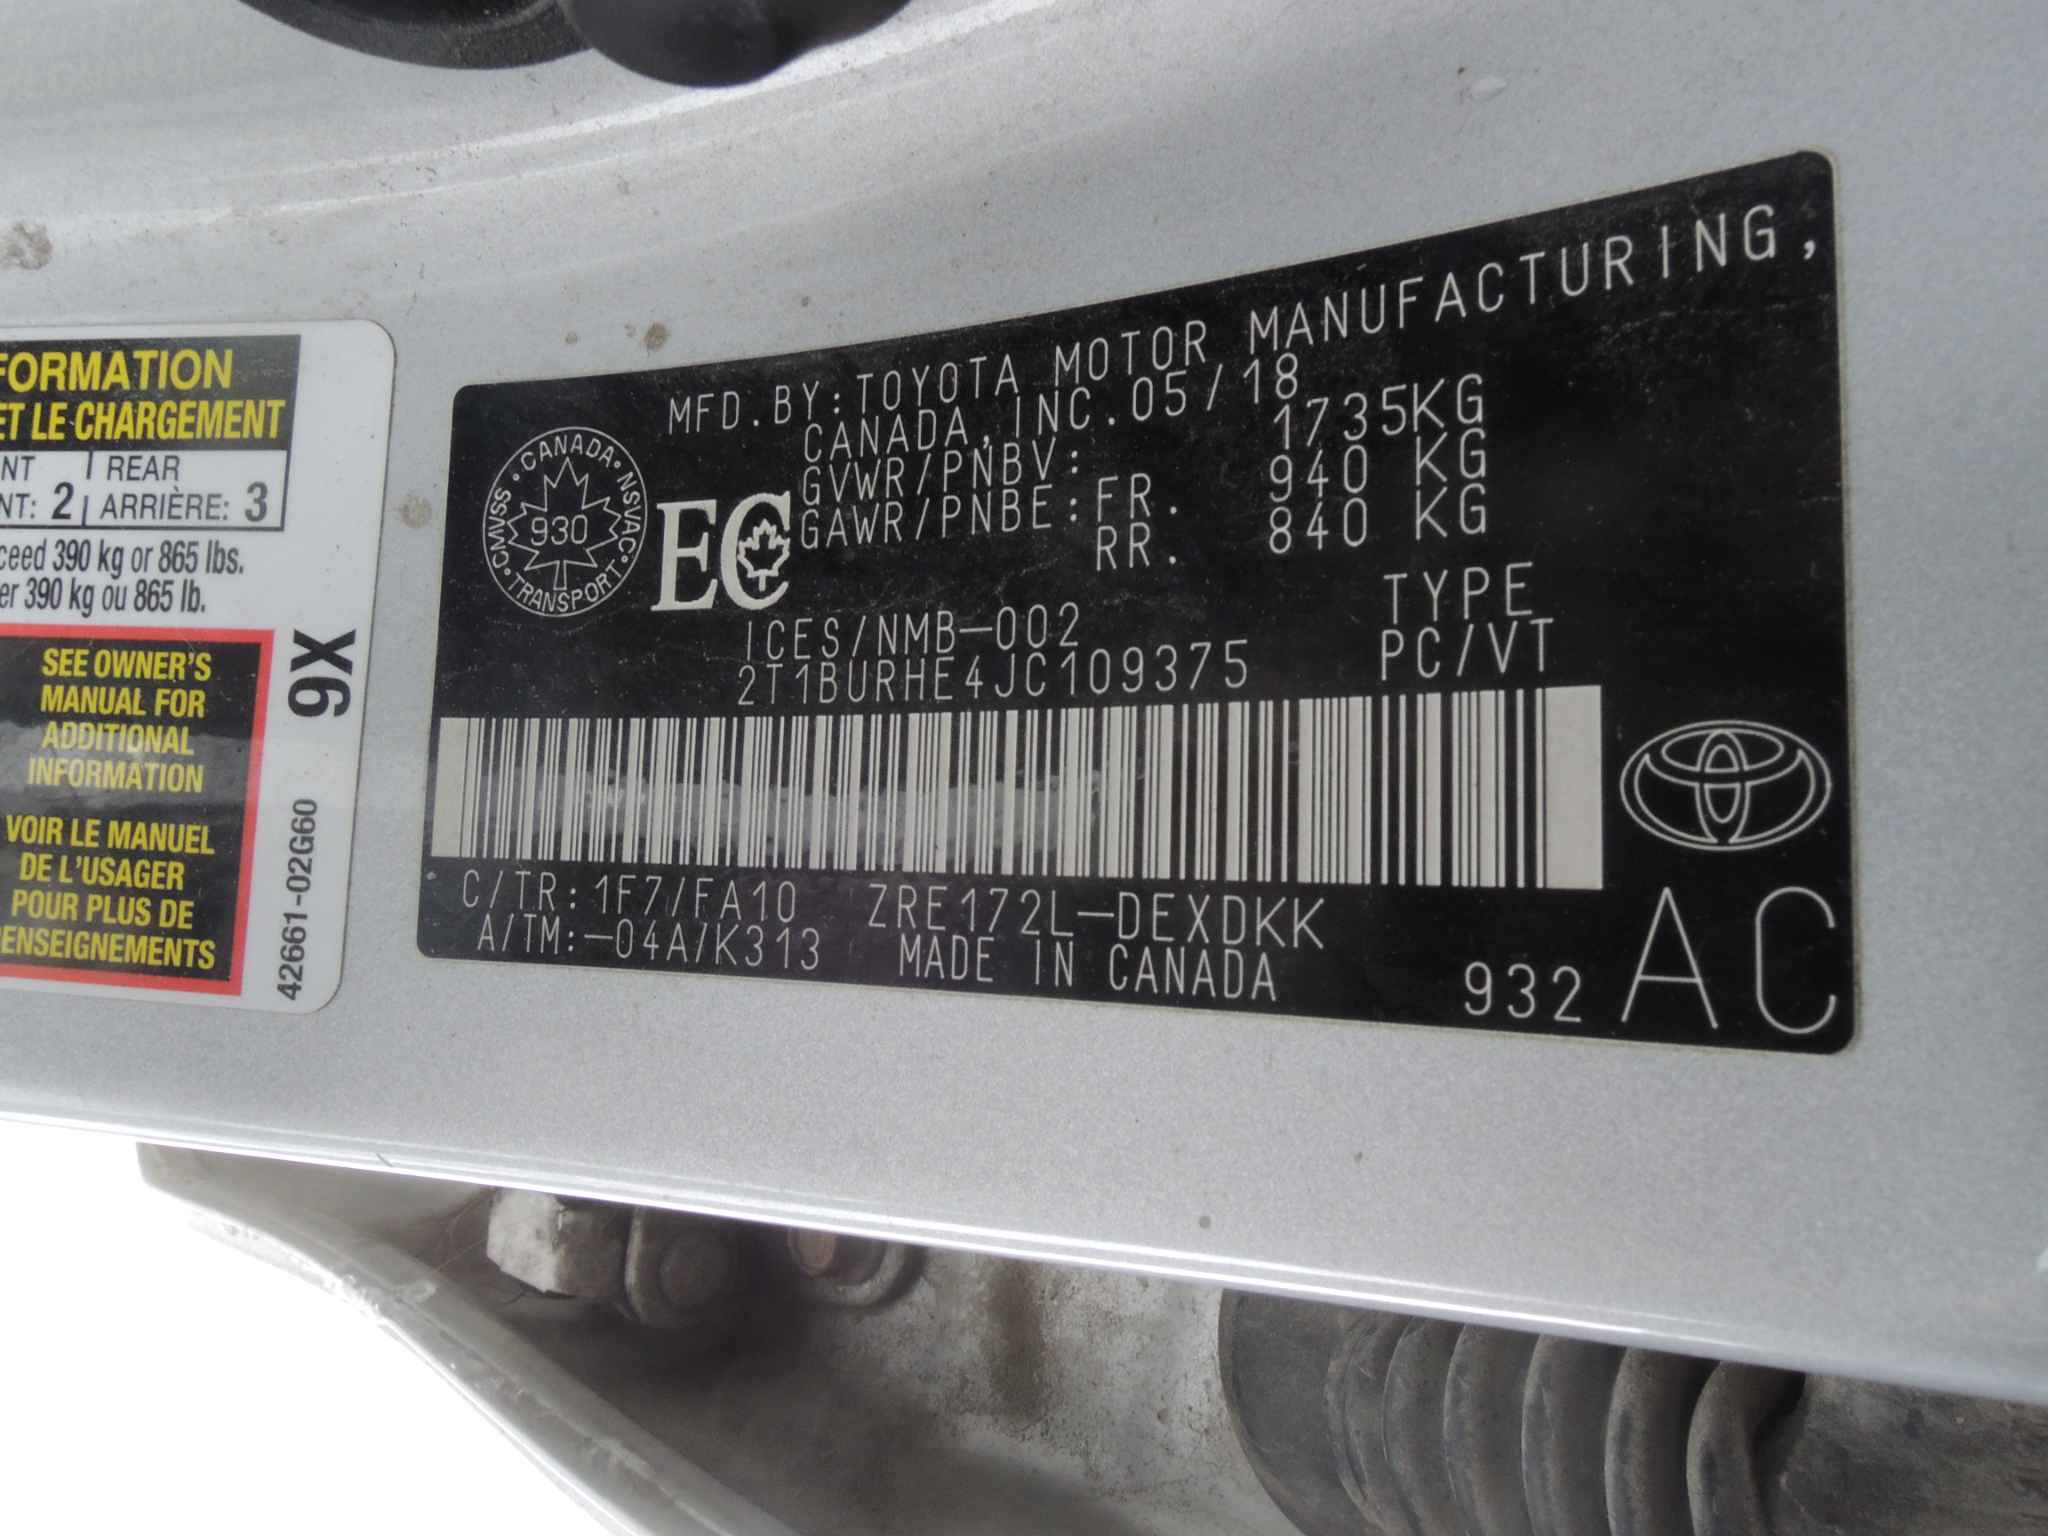 FORMATION
ET LE CHARGEMENT
NT REAR
NT: 2 ARRIÈRE: 3
ceed 390 kg or 865 lbs.
er 390 kg ou 865 lb.
SEE OWNER'S
MANUAL FOR
ADDITIONAL
INFORMATION
VOIR LE MANUEL
DE L'USAGER
POUR PLUS DE
RENSEIGNEMENTS
9X
42661-02G60
MFD.BY:TOYOTA MOTOR MANUFACTURING,
CANADA,INC.05/18
GVWR/PNBV: 1735KG
GAWR/PNBE:FR. 940 KG
RR. 840 KG
CANADA · NSVAC · TRANSPORT · CMVSS
930
EC
ICES/NMB-002
TYPE
2T1BURHE4JC109375
PC/VT
C/TR:1F7/FA10 ZRE172L-DEXDKK
A/TM:-04A/K313 MADE IN CANADA
932 AC